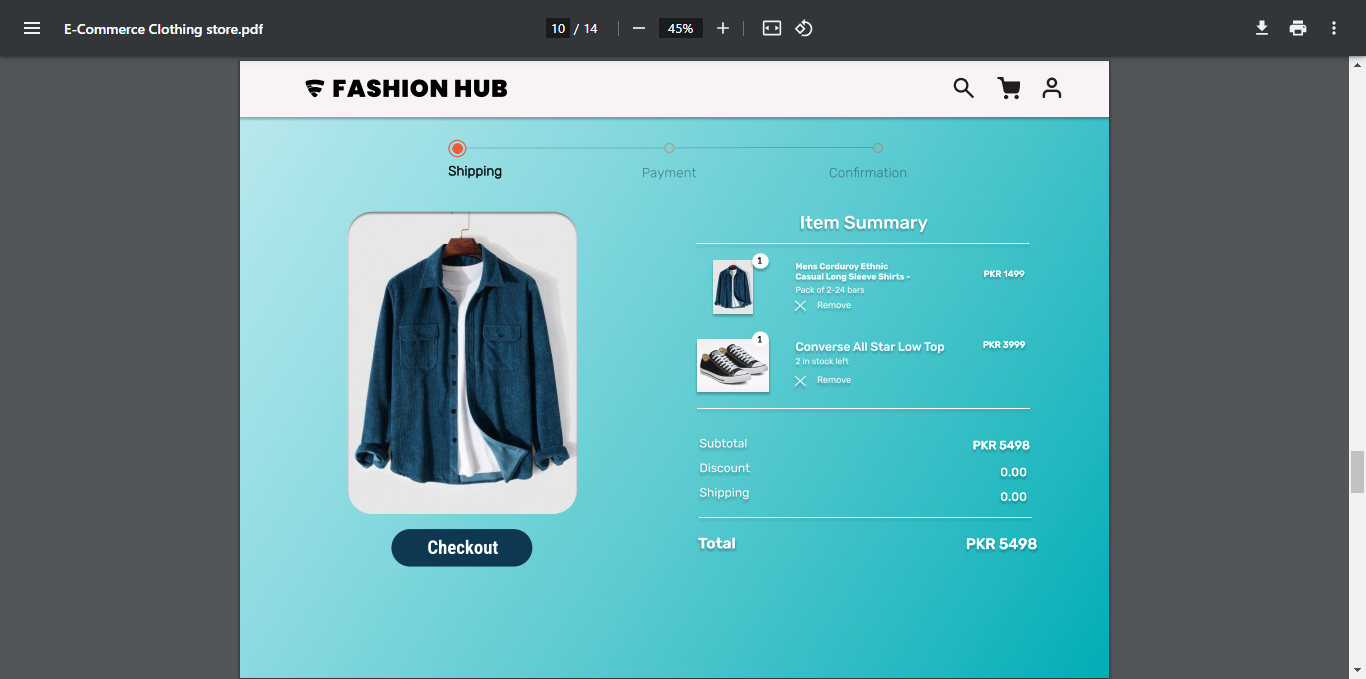 E-Commerce Clothing store.pdf
10 / 14
45%
FASHION HUB
Shipping
Payment
Confirmation
Item Summary
1
Mens Corduroy Ethnic
Casual Long Sleeve Shirts -
PKR 1499
Pack of 2-24 bars
Remove
1
Converse All Star Low Top
PKR 3999
2 in stock left
Remove
Subtotal
PKR 5498
Discount
0.00
Shipping
0.00
Total
PKR 5498
Checkout